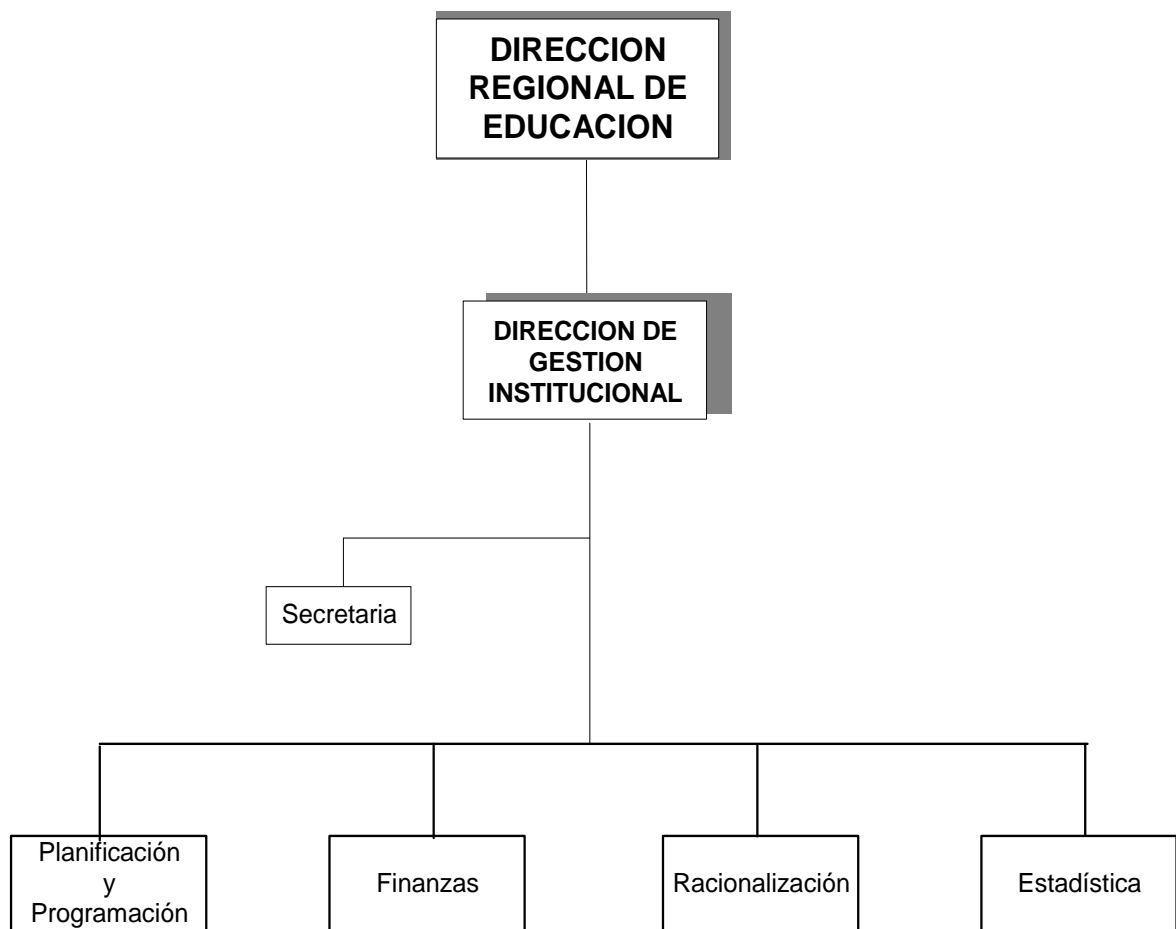 DIRECCION
REGIONAL DE
EDUCACION
DIRECCION DE
GESTION
INSTITUCIONAL
Secretaria
Planificación
y
Programación
Finanzas
Racionalización
Estadística